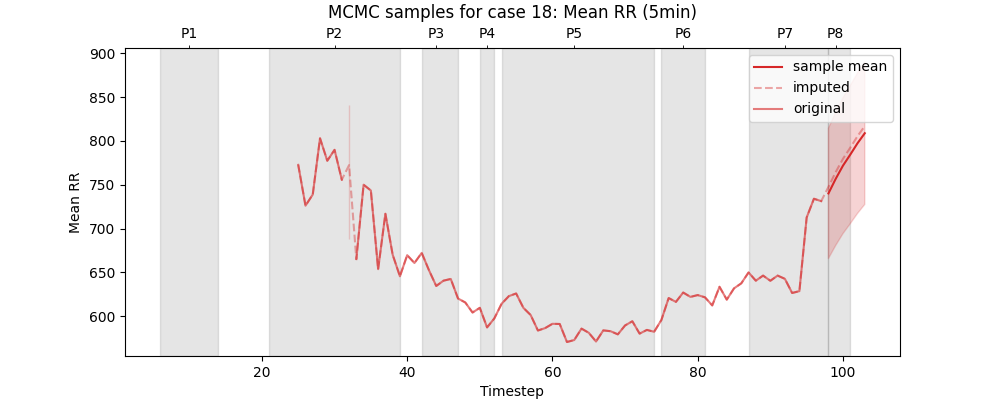 MCMC samples for case 18: Mean RR (5min)
P1 P2 P3 P4 P5 P6 P7 P8
900
850
800
750
700
650
600
Mean RR
sample mean
imputed
original
20 40 60 80 100
Timestep